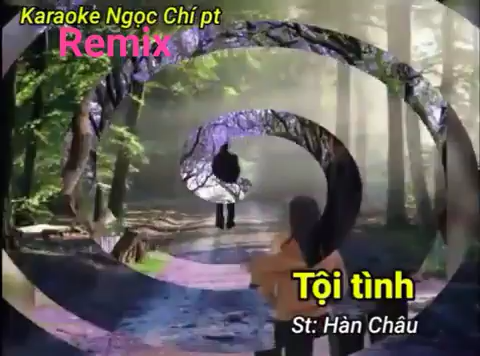 Karaoke Ngọc Chí pt
Remix
Tội tình
St: Hàn Châu